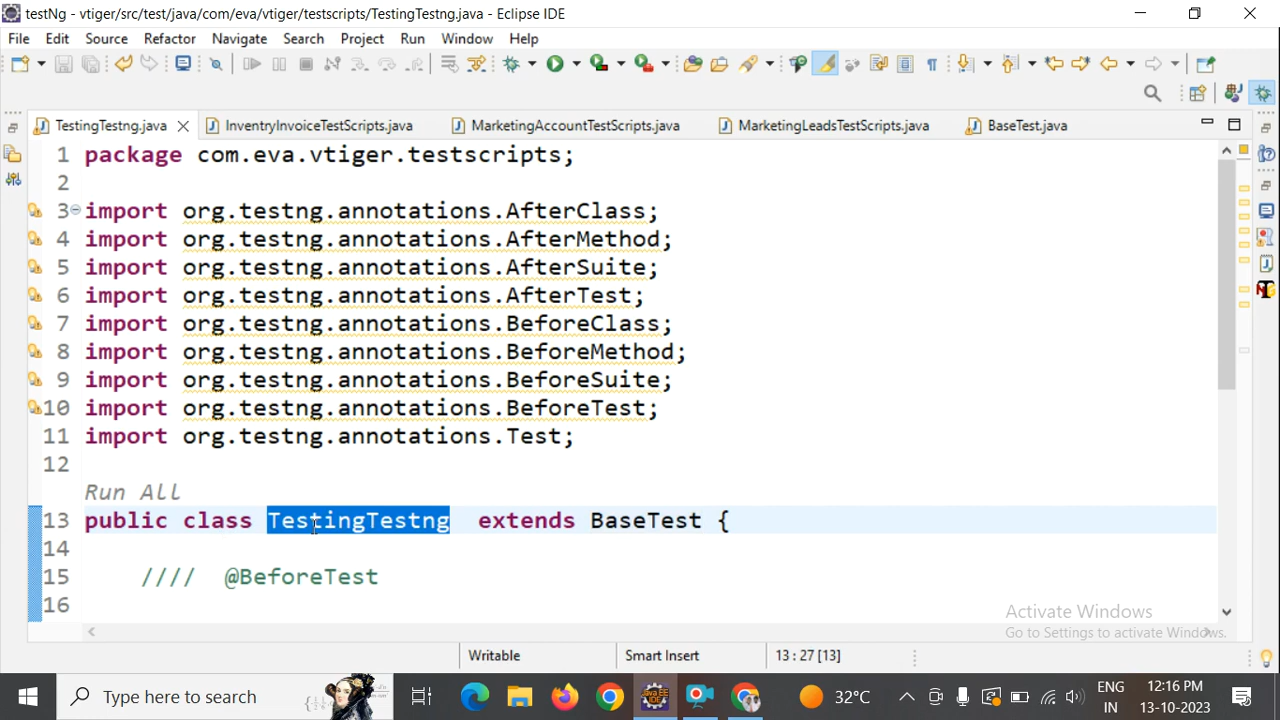 testNg - vtiger/src/test/java/com/eva/vtiger/testscripts/TestingTestng.java - Eclipse IDE
File Edit Source Refactor Navigate Search Project Run Window Help
TestingTestng.java InventryInvoiceTestScripts.java MarketingAccountTestScripts.java MarketingLeadsTestScripts.java BaseTest.java
1 package com.eva.vtiger.testscripts;
2
3 import org.testng.annotations.AfterClass;
4 import org.testng.annotations.AfterMethod;
5 import org.testng.annotations.AfterSuite;
6 import org.testng.annotations.AfterTest;
7 import org.testng.annotations.BeforeClass;
8 import org.testng.annotations.BeforeMethod;
9 import org.testng.annotations.BeforeSuite;
10 import org.testng.annotations.BeforeTest;
11 import org.testng.annotations.Test;
12
Run All
13 public class TestingTestng extends BaseTest {
14
15 //// @BeforeTest
16
Activate Windows
Go to Settings to activate Windows.
Writable Smart Insert 13 : 27 [13]
Type here to search 32°C ENG IN 12:16 PM 13-10-2023